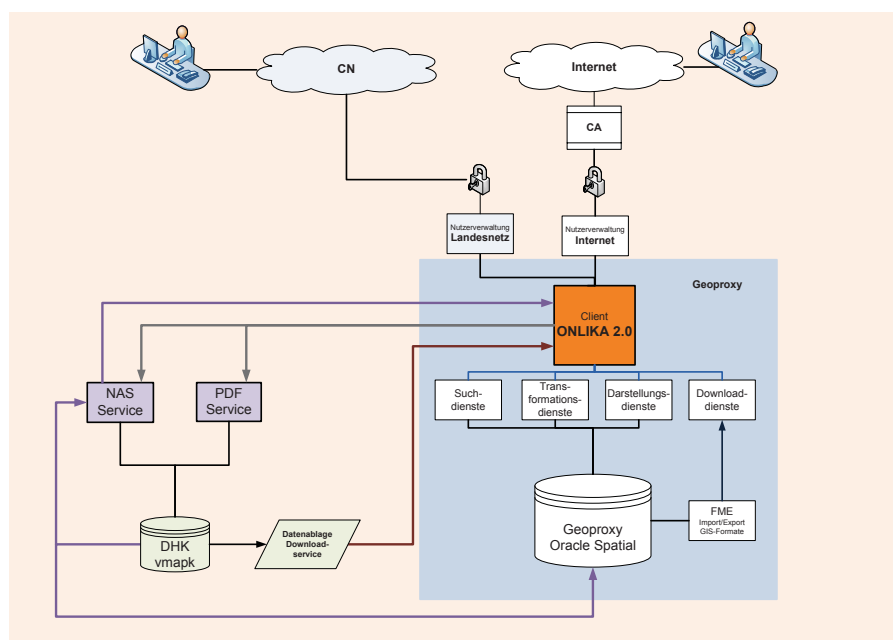 CN
Internet
CA
Nutzerverwaltung
Landesnetz
Nutzerverwaltung
Internet
Geoproxy
Client
ONLIKA 2.0
NAS
Service
PDF
Service
Such-
dienste
Trans-
formations-
dienste
Darstellungs-
dienste
Download-
dienste
Geoproxy
Oracle Spatial
FME
Import/Export
GIS-Formate
DHK
vmapk
Datenablage
Download-
service